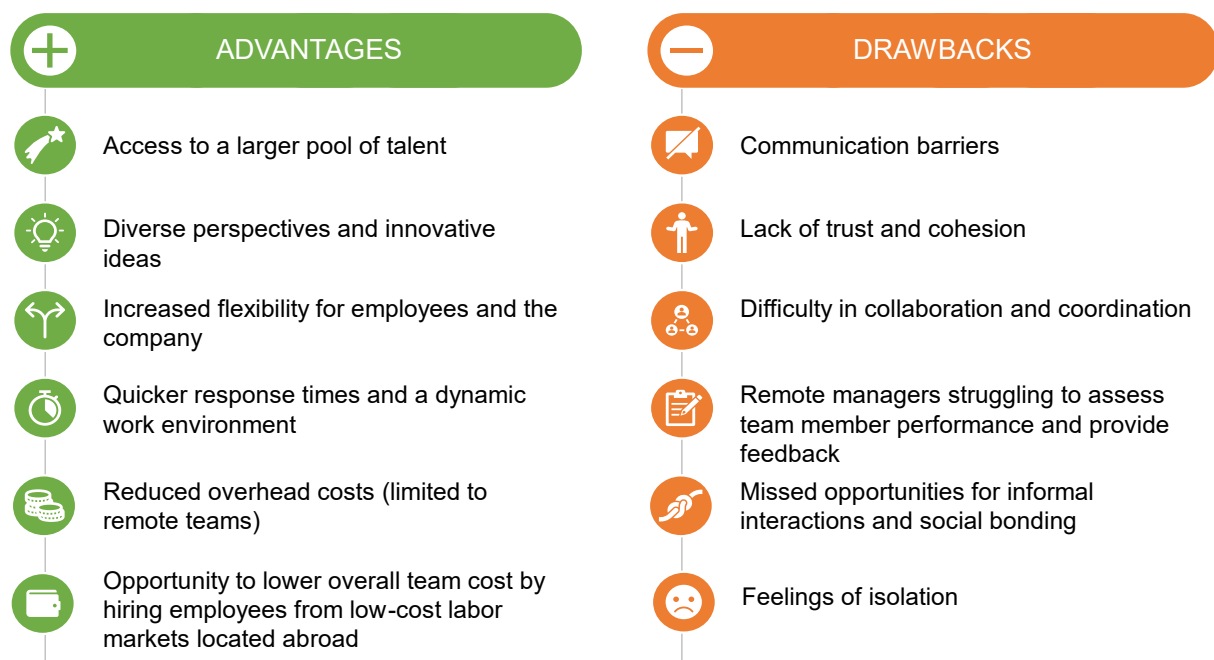 ADVANTAGES
Access to a larger pool of talent
Diverse perspectives and innovative
ideas
Increased flexibility for employees and the
company
Quicker response times and a dynamic
work environment
Reduced overhead costs (limited to
remote teams)
Opportunity to lower overall team cost by
hiring employees from low-cost labor
markets located abroad
DRAWBACKS
Communication barriers
Lack of trust and cohesion
Difficulty in collaboration and coordination
Remote managers struggling to assess
team member performance and provide
feedback
Missed opportunities for informal
interactions and social bonding
Feelings of isolation